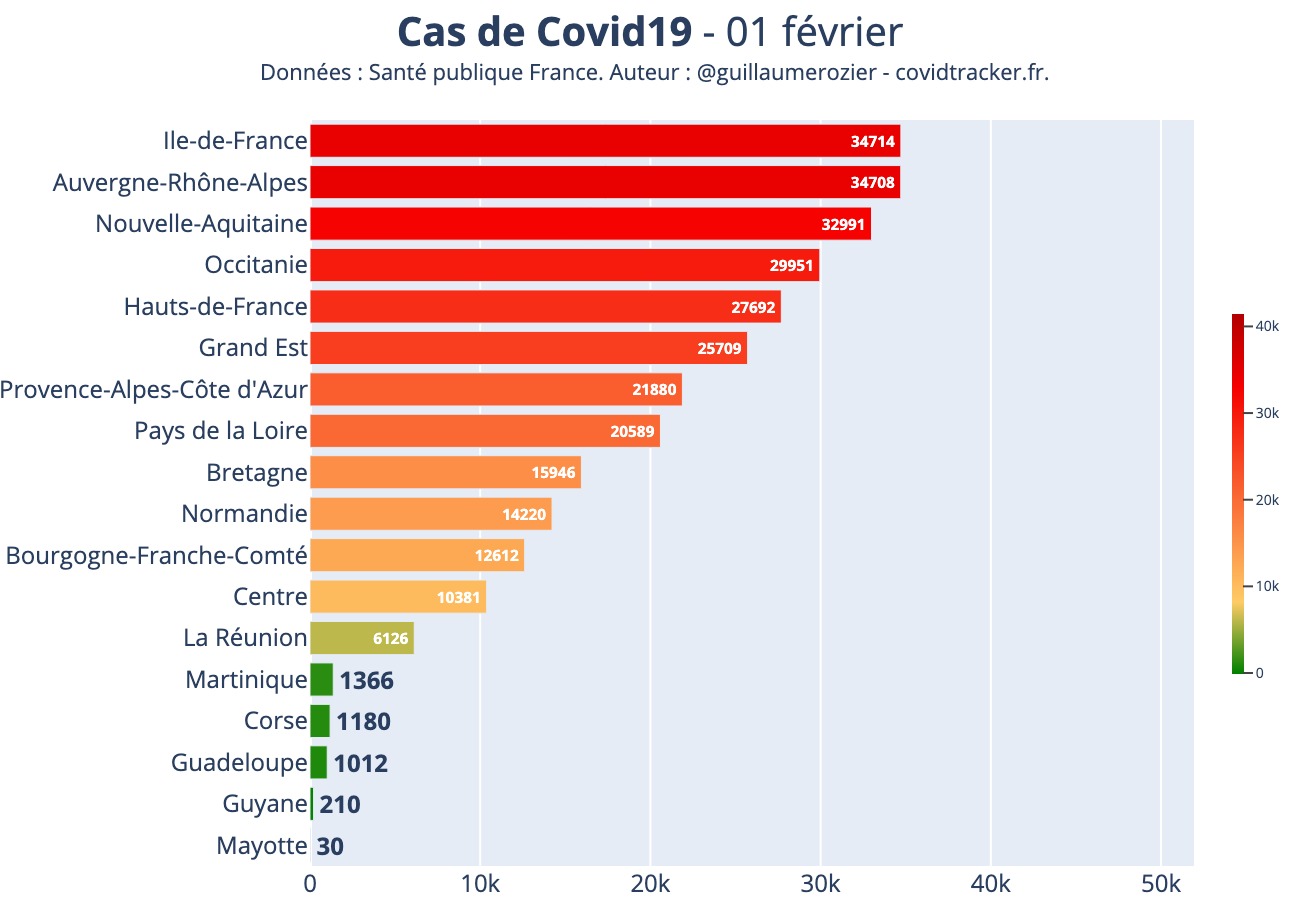 Cas de Covid19 - 01 février
Données : Santé publique France. Auteur : @guillaumerozier - covidtracker.fr.
Ile-de-France 34714
Auvergne-Rhône-Alpes 34708
Nouvelle-Aquitaine 32991
Occitanie 29951
Hauts-de-France 27692
Grand Est 25709
Provence-Alpes-Côte d'Azur 21880
Pays de la Loire 20589
Bretagne 15946
Normandie 14220
Bourgogne-Franche-Comté 12612
Centre 10381
La Réunion 6126
Martinique 1366
Corse 1180
Guadeloupe 1012
Guyane 210
Mayotte 30
0 10k 20k 30k 40k 50k
40k
30k
20k
10k
0